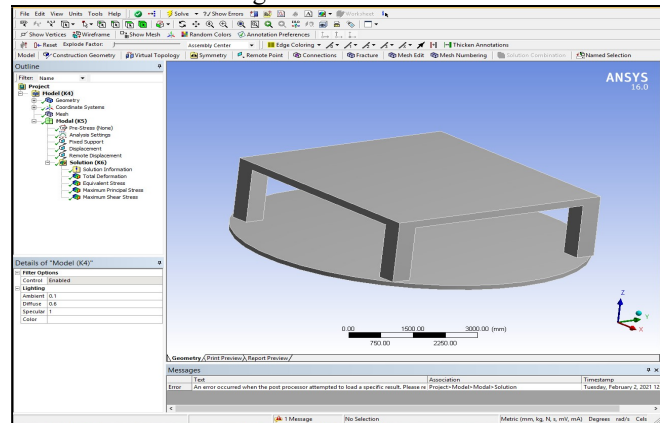 File Edit View Units Tools Help Solve ?/ Show Errors Worksheet
Show Vertices Wireframe Show Mesh Random Colors Annotation Preferences
Reset Explode Factor: Assembly Center Edge Coloring Thicken Annotations
Model Construction Geometry Virtual Topology Symmetry Remote Point Connections Fracture Mesh Edit Mesh Numbering Solution Combination Named Selection
Outline
Filter: Name
Project
Model (K4)
Geometry
Coordinate Systems
Mesh
Modal (K5)
Pre-Stress (None)
Analysis Settings
Fixed Support
Displacement
Remote Displacement
Solution (K6)
Solution Information
Total Deformation
Equivalent Stress
Maximum Principal Stress
Maximum Shear Stress
Details of "Model (K4)"
Filter Options
Control Enabled
Lighting
Ambient 0.1
Diffuse 0.6
Specular 1
Color
ANSYS
16.0
Z
Y
X
0.00 1500.00 3000.00 (mm)
750.00 2250.00
Geometry Print Preview Report Preview
Messages
Text Association Timestamp
Error An error occurred when the post processor attempted to load a specific result. Please re Project>Model>Modal>Solution Tuesday, February 2, 2021 12
1 Message No Selection Metric (mm, kg, N, s, mV, mA) Degrees rad/s Cels